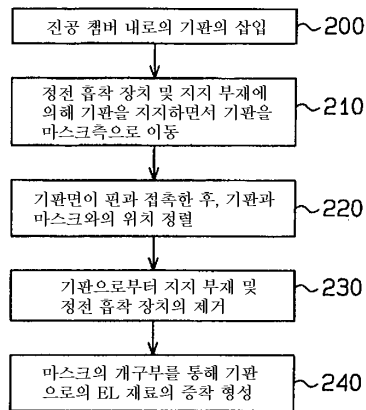 진공 챔버 내로의 기판의 삽입
200
정전 흡착 장치 및 지지 부재에
의해 기판을 지지하면서 기판을
마스크측으로 이동
210
기판면이 핀과 접촉한 후, 기판과
마스크와의 위치 정렬
220
기판으로부터 지지 부재 및
정전 흡착 장치의 제거
230
마스크의 개구부를 통해 기판
으로의 EL 재료의 증착 형성
240